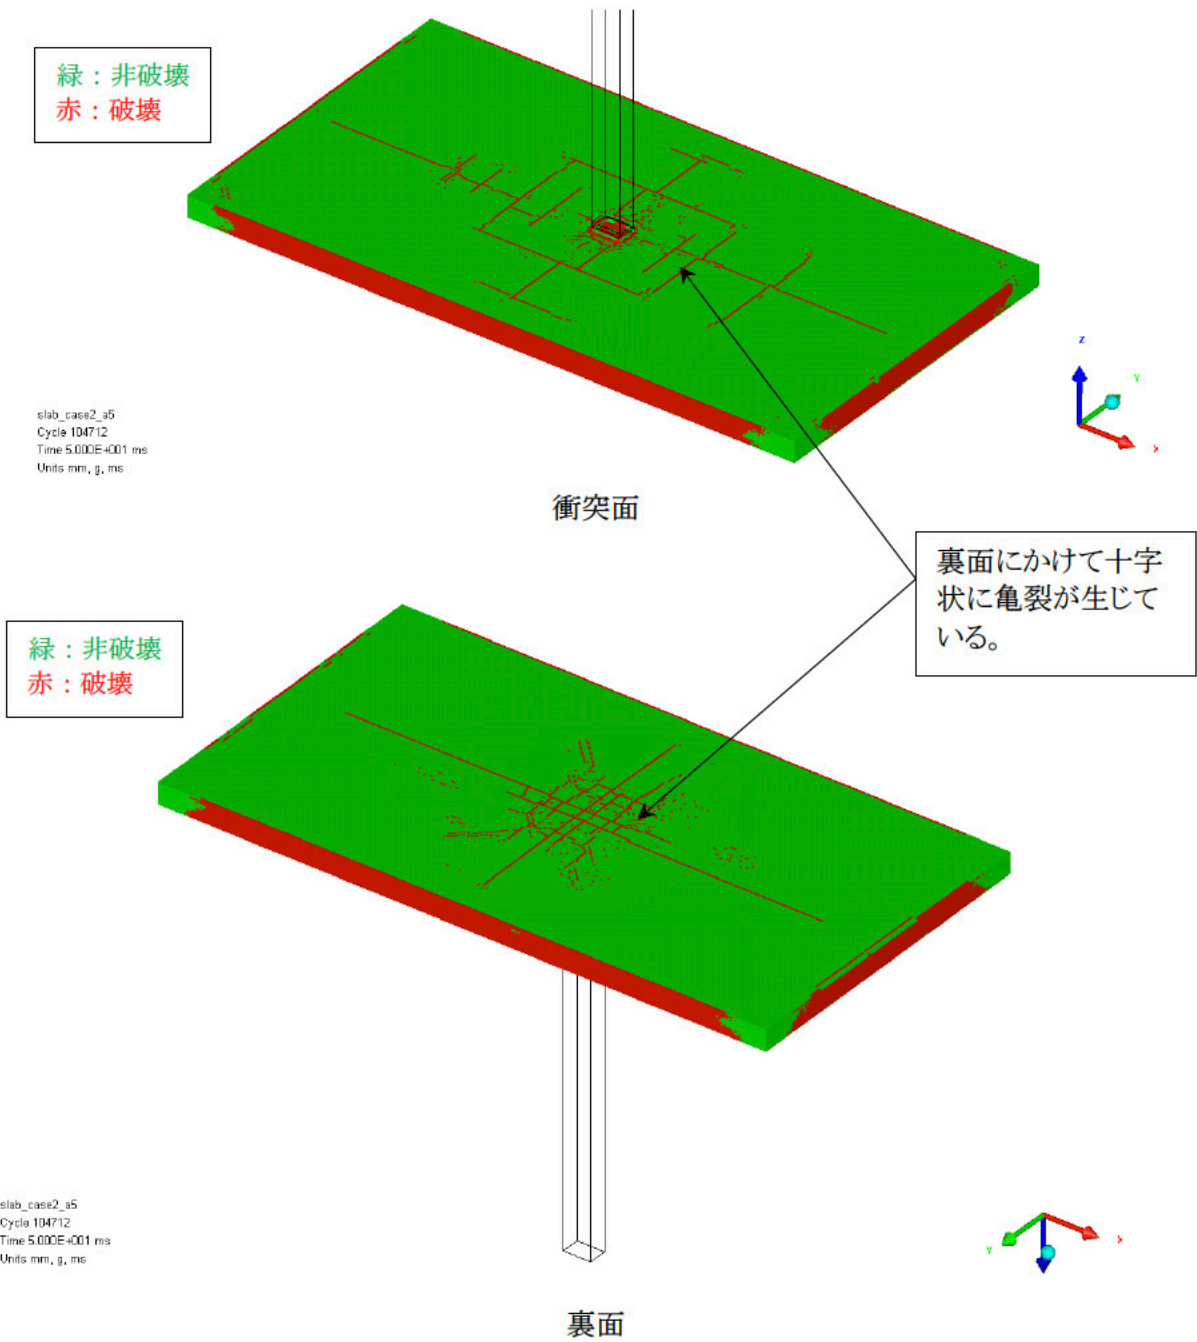 緑：非破壊
赤：破壊
slab_case2_a5
Cycle 104712
Time 5.000E+001 ms
Units mm, g, ms
z
Y
x
衝突面
裏面にかけて十字
状に亀裂が生じて
いる。
緑：非破壊
赤：破壊
slab_case2_a5
Cycle 104712
Time 5.000E+001 ms
Units mm, g, ms
Y
x
裏面